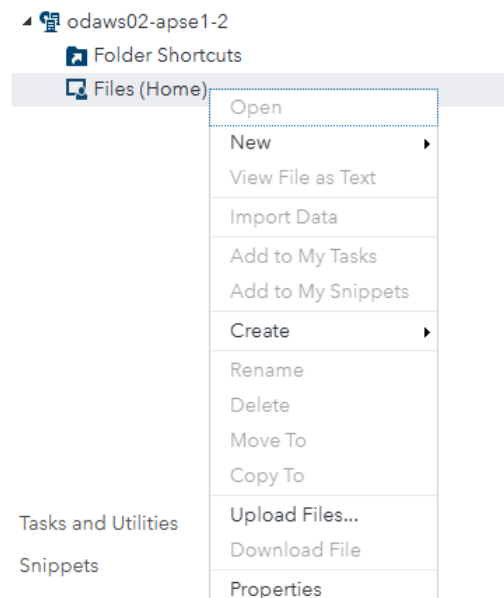 odaws02-apse1-2
Folder Shortcuts
Files (Home)
Open
New
View File as Text
Import Data
Add to My Tasks
Add to My Snippets
Create
Rename
Delete
Move To
Copy To
Upload Files...
Download File
Properties
Tasks and Utilities
Snippets